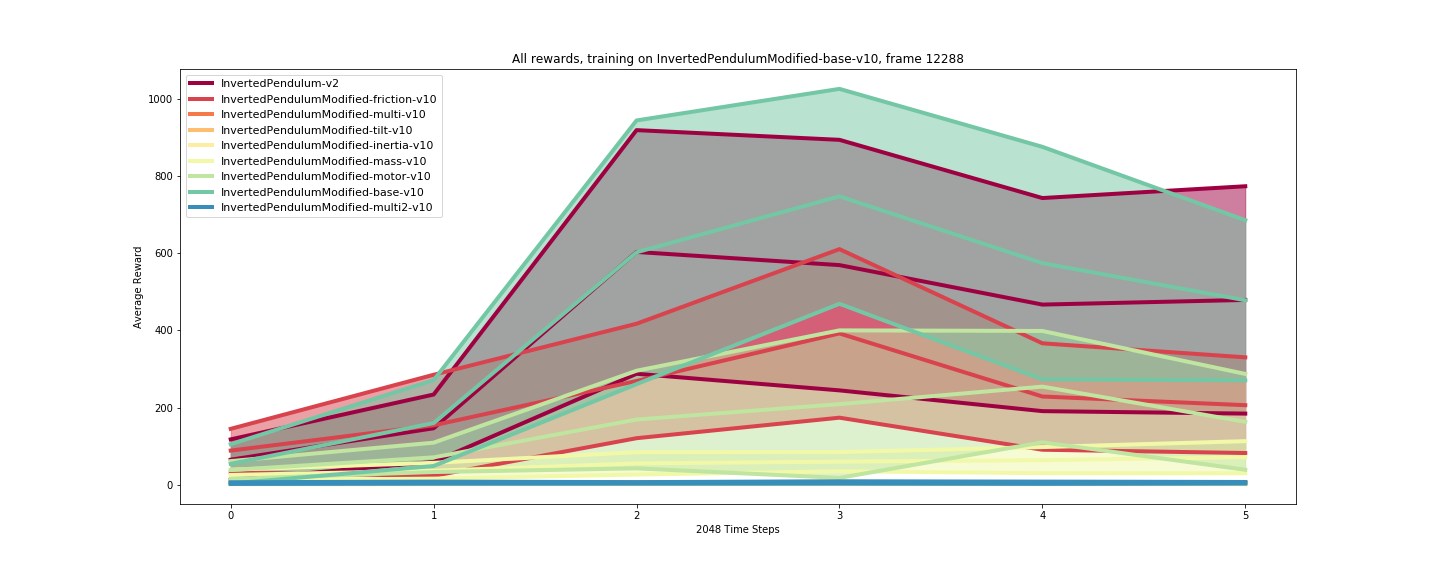 All rewards, training on InvertedPendulumModified-base-v10, frame 12288
InvertedPendulum-v2
InvertedPendulumModified-friction-v10
InvertedPendulumModified-multi-v10
InvertedPendulumModified-tilt-v10
InvertedPendulumModified-inertia-v10
InvertedPendulumModified-mass-v10
InvertedPendulumModified-motor-v10
InvertedPendulumModified-base-v10
InvertedPendulumModified-multi2-v10
Average Reward
1000
800
600
400
200
0
0 1 2 3 4 5
2048 Time Steps